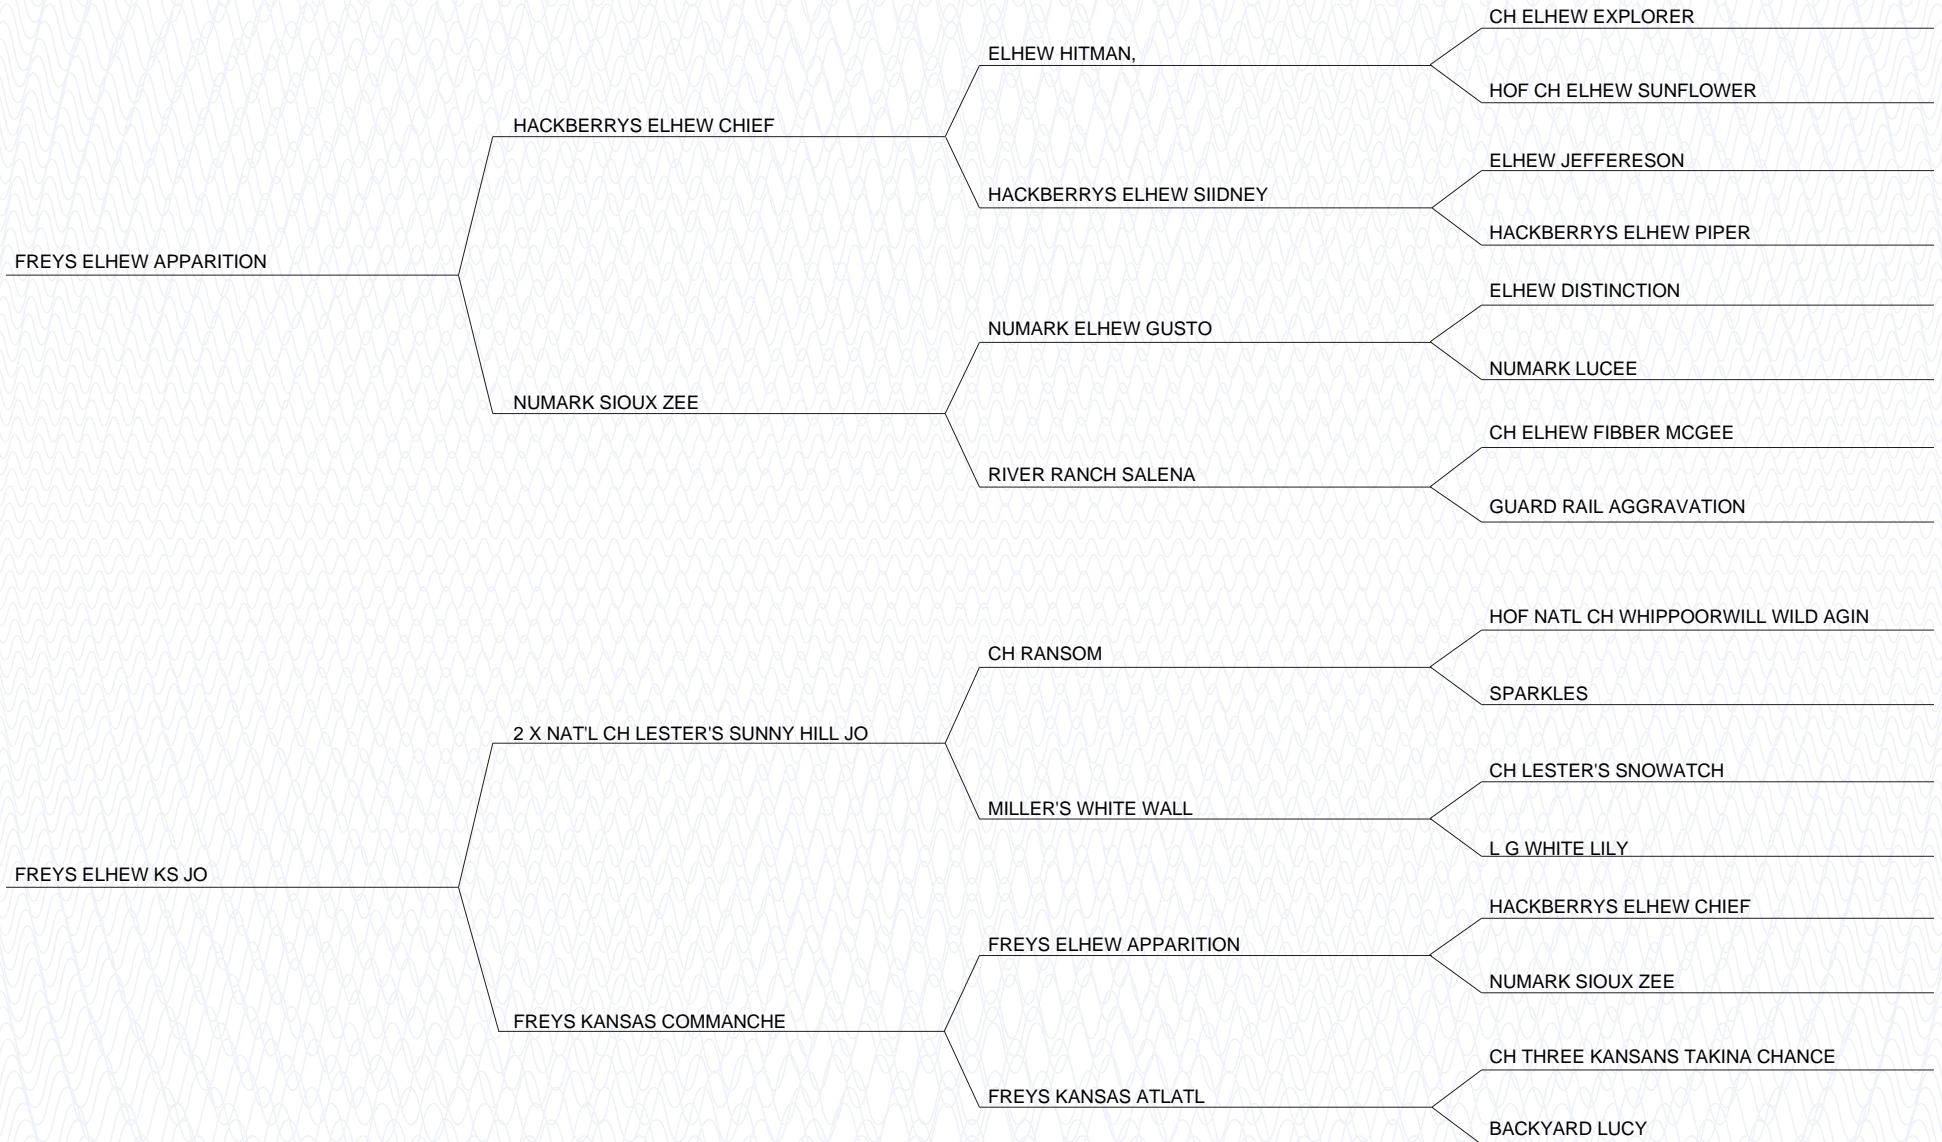 CH ELHEW EXPLORER
ELHEW HITMAN,
HOF CH ELHEW SUNFLOWER
HACKBERRYS ELHEW CHIEF
ELHEW JEFFERESON
HACKBERRYS ELHEW SIIDNEY
HACKBERRYS ELHEW PIPER
FREYS ELHEW APPARITION
ELHEW DISTINCTION
NUMARK ELHEW GUSTO
NUMARK LUCEE
NUMARK SIOUX ZEE
CH ELHEW FIBBER MCGEE
RIVER RANCH SALENA
GUARD RAIL AGGRAVATION
HOF NATL CH WHIPPOORWILL WILD AGIN
CH RANSOM
SPARKLES
2 X NAT'L CH LESTER'S SUNNY HILL JO
CH LESTER'S SNOWATCH
MILLER'S WHITE WALL
L G WHITE LILY
FREYS ELHEW KS JO
HACKBERRYS ELHEW CHIEF
FREYS ELHEW APPARITION
NUMARK SIOUX ZEE
FREYS KANSAS COMMANCHE
CH THREE KANSANS TAKINA CHANCE
FREYS KANSAS ATLATL
BACKYARD LUCY